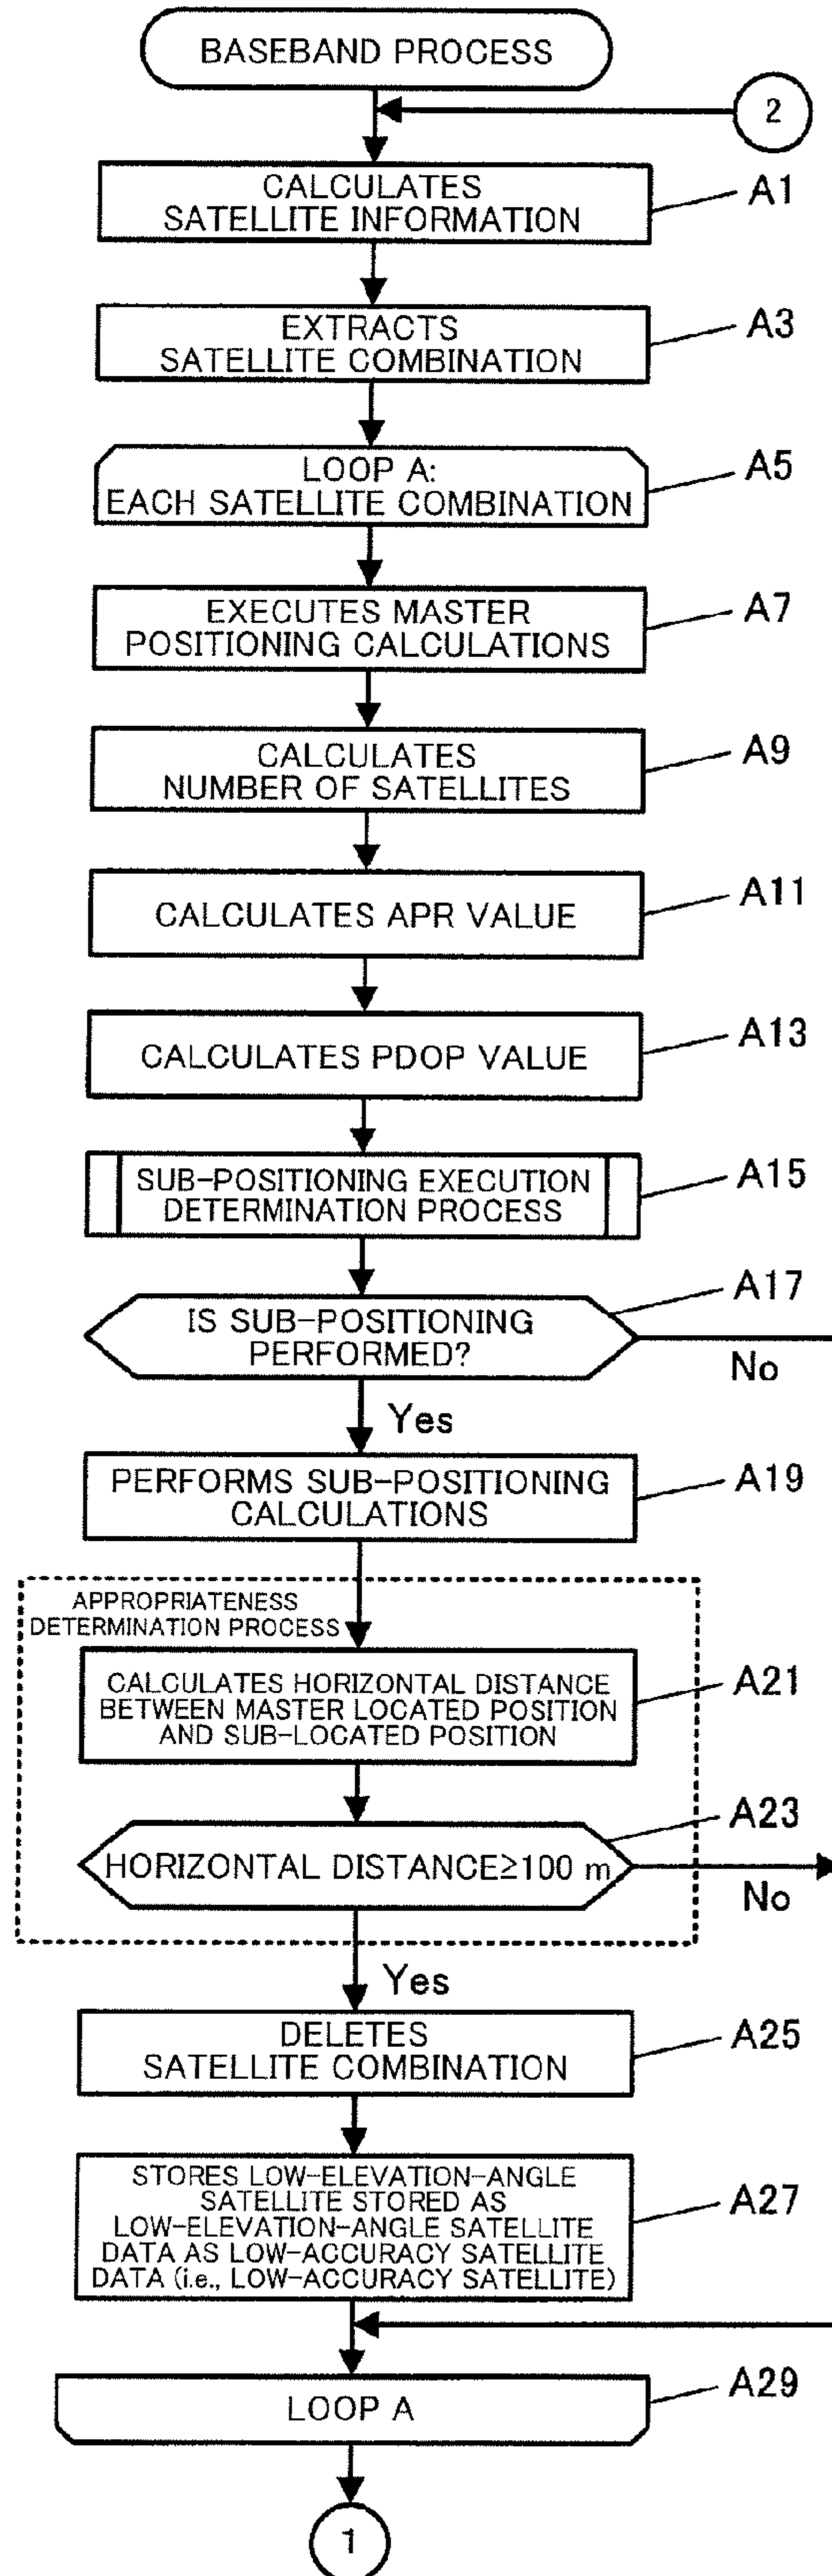 BASEBAND PROCESS
2
CALCULATES
SATELLITE INFORMATION
A1
EXTRACTS
SATELLITE COMBINATION
A3
LOOP A:
EACH SATELLITE COMBINATION
A5
EXECUTES MASTER
POSITIONING CALCULATIONS
A7
CALCULATES
NUMBER OF SATELLITES
A9
CALCULATES APR VALUE
A11
CALCULATES PDOP VALUE
A13
SUB-POSITIONING EXECUTION
DETERMINATION PROCESS
A15
IS SUB-POSITIONING
PERFORMED?
A17
No
Yes
PERFORMS SUB-POSITIONING
CALCULATIONS
A19
APPROPRIATENESS
DETERMINATION PROCESS
CALCULATES HORIZONTAL DISTANCE
BETWEEN MASTER LOCATED POSITION
AND SUB-LOCATED POSITION
A21
HORIZONTAL DISTANCE≥100 m
A23
No
Yes
DELETES
SATELLITE COMBINATION
A25
STORES LOW-ELEVATION-ANGLE
SATELLITE STORED AS
LOW-ELEVATION-ANGLE SATELLITE
DATA AS LOW-ACCURACY SATELLITE
DATA (i.e., LOW-ACCURACY SATELLITE)
A27
LOOP A
A29
1